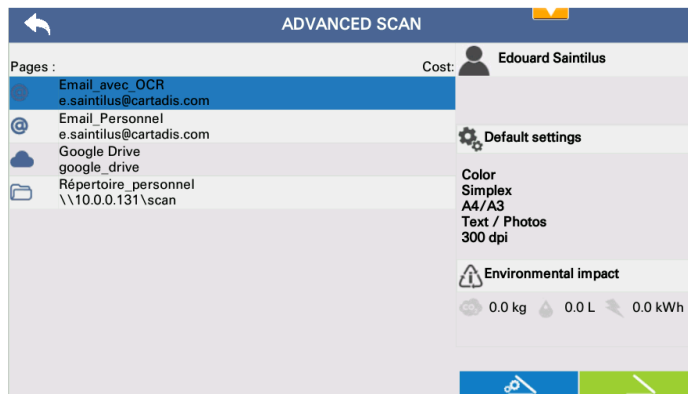 ADVANCED SCAN
Pages :
Cost:
Email_avec_OCR
e.saintilus@cartadis.com
Email_Personnel
e.saintilus@cartadis.com
Google Drive
google_drive
Répertoire_personnel
\\10.0.0.131\scan
Edouard Saintilus
Default settings
Color
Simplex
A4/A3
Text / Photos
300 dpi
Environmental impact
0.0 kg 0.0 L 0.0 kWh